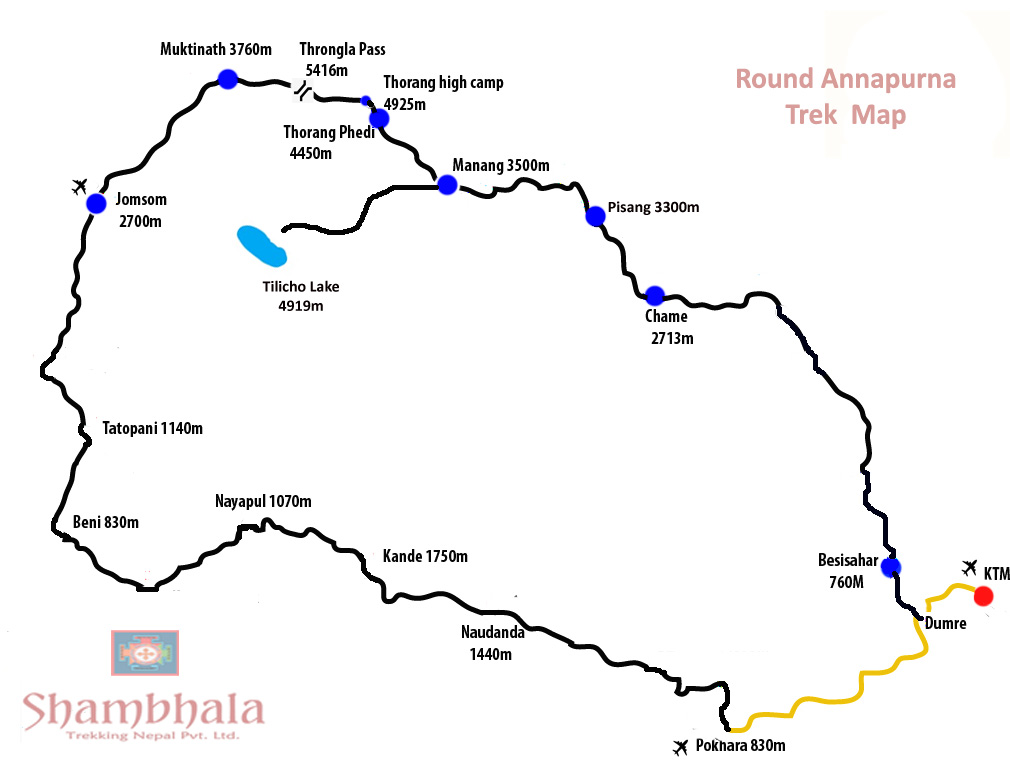 Round Annapurna
Trek Map
Muktinath 3760m
Throngla Pass
5416m
Thorang high camp
4925m
Thorang Phedi
4450m
Manang 3500m
Jomsom
2700m
Pisang 3300m
Tilicho Lake
4919m
Chame
2713m
Tatopani 1140m
Beni 830m
Nayapul 1070m
Kande 1750m
Besisahar
760M
KTM
Dumre
Naudanda
1440m
Pokhara 830m
Shambhala
Trekking Nepal Pvt. Ltd.